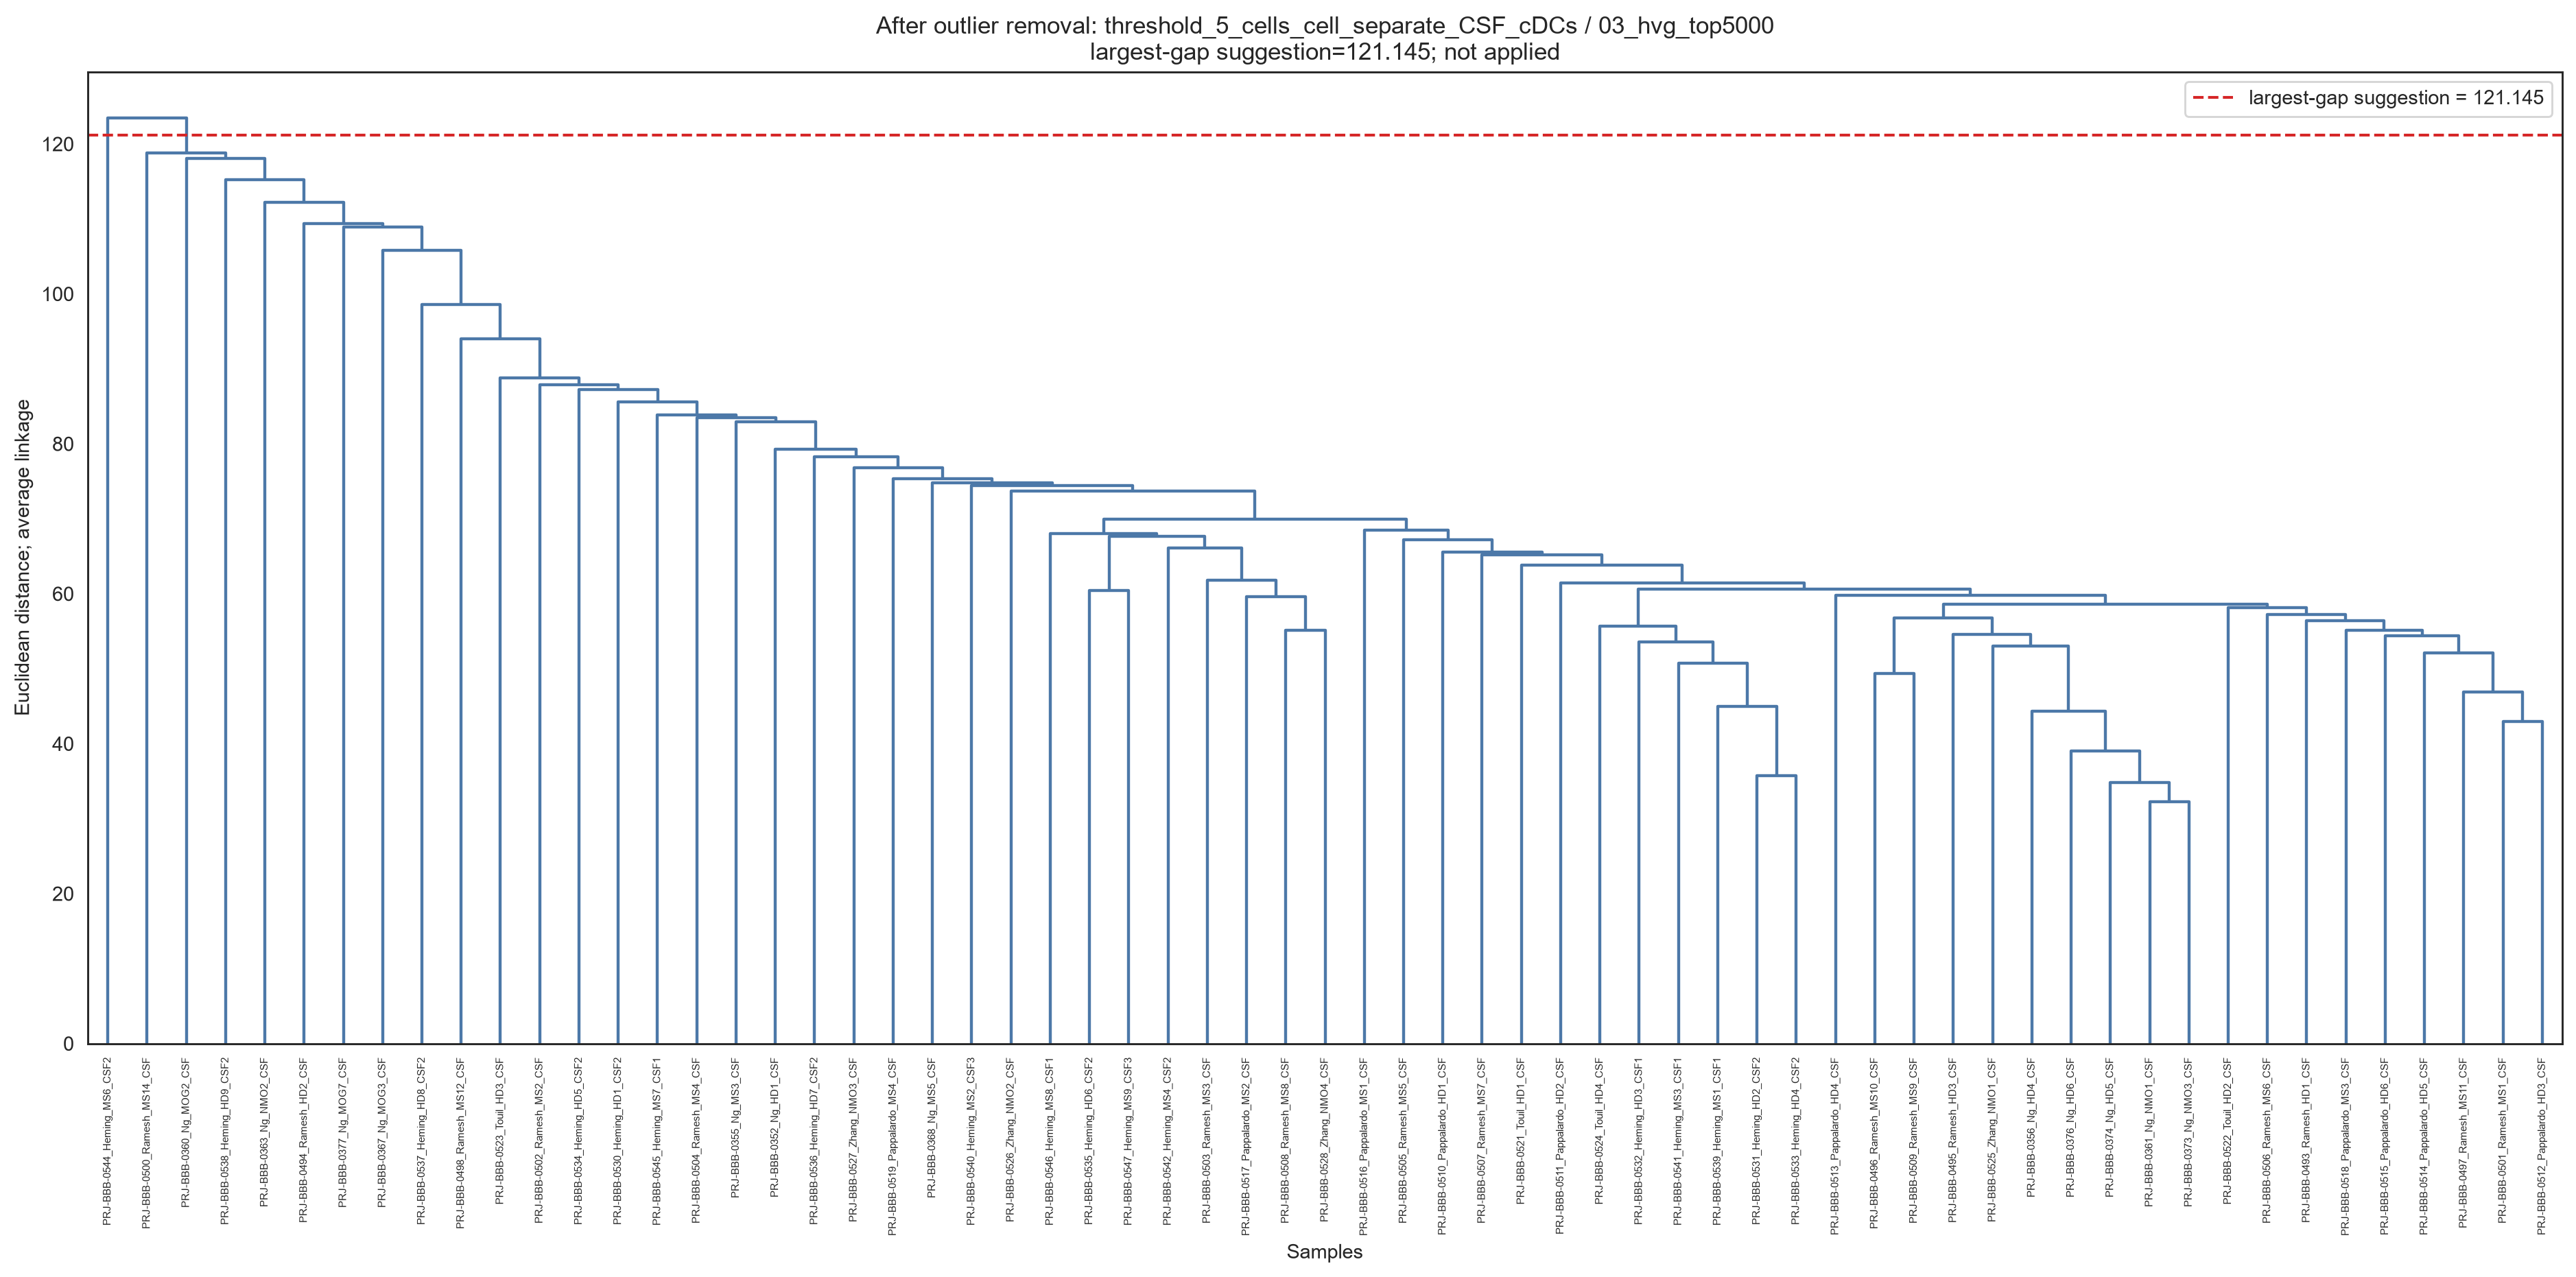 After outlier removal: threshold_5_cells_cell_separate_CSF_cDCs / 03_hvg_top5000
largest-gap suggestion=121.145; not applied
largest-gap suggestion = 121.145
Euclidean distance; average linkage
120
100
80
60
40
20
0
PRJ-BBB-0544_Heming_MS6_CSF2
PRJ-BBB-0500_Ramesh_MS14_CSF
PRJ-BBB-0360_Ng_MOG2_CSF
PRJ-BBB-0538_Heming_HD9_CSF2
PRJ-BBB-0363_Ng_NMO2_CSF
PRJ-BBB-0494_Ramesh_HD2_CSF
PRJ-BBB-0377_Ng_MOG7_CSF
PRJ-BBB-0367_Ng_MOG3_CSF
PRJ-BBB-0537_Heming_HD8_CSF2
PRJ-BBB-0498_Ramesh_MS12_CSF
PRJ-BBB-0523_Touil_HD3_CSF
PRJ-BBB-0502_Ramesh_MS2_CSF
PRJ-BBB-0534_Heming_HD5_CSF2
PRJ-BBB-0530_Heming_HD1_CSF2
PRJ-BBB-0545_Heming_MS7_CSF1
PRJ-BBB-0504_Ramesh_MS4_CSF
PRJ-BBB-0355_Ng_MS3_CSF
PRJ-BBB-0352_Ng_HD1_CSF
PRJ-BBB-0536_Heming_HD7_CSF2
PRJ-BBB-0527_Zhang_NMO3_CSF
PRJ-BBB-0519_Pappalardo_MS4_CSF
PRJ-BBB-0368_Ng_MS5_CSF
PRJ-BBB-0540_Heming_MS2_CSF3
PRJ-BBB-0526_Zhang_NMO2_CSF
PRJ-BBB-0546_Heming_MS8_CSF1
PRJ-BBB-0535_Heming_HD6_CSF2
PRJ-BBB-0547_Heming_MS9_CSF3
PRJ-BBB-0542_Heming_MS4_CSF2
PRJ-BBB-0503_Ramesh_MS3_CSF
PRJ-BBB-0517_Pappalardo_MS2_CSF
PRJ-BBB-0508_Ramesh_MS8_CSF
PRJ-BBB-0528_Zhang_NMO4_CSF
PRJ-BBB-0516_Pappalardo_MS1_CSF
PRJ-BBB-0505_Ramesh_MS5_CSF
PRJ-BBB-0510_Pappalardo_HD1_CSF
PRJ-BBB-0507_Ramesh_MS7_CSF
PRJ-BBB-0521_Touil_HD1_CSF
PRJ-BBB-0511_Pappalardo_HD2_CSF
PRJ-BBB-0524_Touil_HD4_CSF
PRJ-BBB-0532_Heming_HD3_CSF1
PRJ-BBB-0541_Heming_MS3_CSF1
PRJ-BBB-0539_Heming_MS1_CSF1
PRJ-BBB-0531_Heming_HD2_CSF2
PRJ-BBB-0533_Heming_HD4_CSF2
PRJ-BBB-0513_Pappalardo_HD4_CSF
PRJ-BBB-0496_Ramesh_MS10_CSF
PRJ-BBB-0509_Ramesh_MS9_CSF
PRJ-BBB-0495_Ramesh_HD3_CSF
PRJ-BBB-0525_Zhang_NMO1_CSF
PRJ-BBB-0356_Ng_HD4_CSF
PRJ-BBB-0376_Ng_HD6_CSF
PRJ-BBB-0374_Ng_HD5_CSF
PRJ-BBB-0361_Ng_NMO1_CSF
PRJ-BBB-0373_Ng_NMO3_CSF
PRJ-BBB-0522_Touil_HD2_CSF
PRJ-BBB-0506_Ramesh_MS6_CSF
PRJ-BBB-0493_Ramesh_HD1_CSF
PRJ-BBB-0518_Pappalardo_MS3_CSF
PRJ-BBB-0515_Pappalardo_HD6_CSF
PRJ-BBB-0514_Pappalardo_HD5_CSF
PRJ-BBB-0497_Ramesh_MS11_CSF
PRJ-BBB-0501_Ramesh_MS1_CSF
PRJ-BBB-0512_Pappalardo_HD3_CSF
Samples